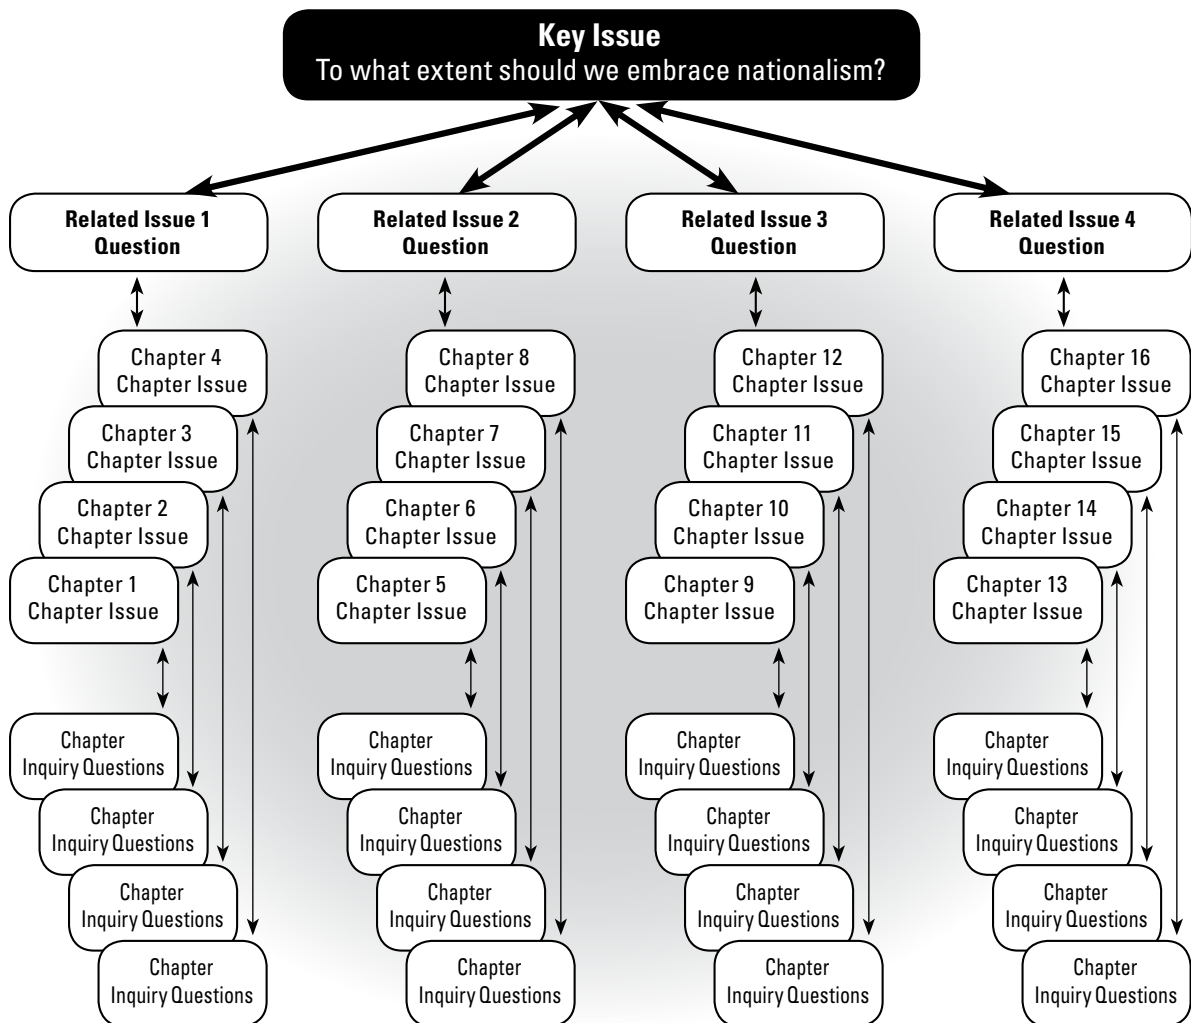 Key Issue
To what extent should we embrace nationalism?
Related Issue 1
Question
Related Issue 2
Question
Related Issue 3
Question
Related Issue 4
Question
Chapter 4
Chapter Issue
Chapter 3
Chapter Issue
Chapter 2
Chapter Issue
Chapter 1
Chapter Issue
Chapter 8
Chapter Issue
Chapter 7
Chapter Issue
Chapter 6
Chapter Issue
Chapter 5
Chapter Issue
Chapter 12
Chapter Issue
Chapter 11
Chapter Issue
Chapter 10
Chapter Issue
Chapter 9
Chapter Issue
Chapter 16
Chapter Issue
Chapter 15
Chapter Issue
Chapter 14
Chapter Issue
Chapter 13
Chapter Issue
Chapter
Inquiry Questions
Chapter
Inquiry Questions
Chapter
Inquiry Questions
Chapter
Inquiry Questions
Chapter
Inquiry Questions
Chapter
Inquiry Questions
Chapter
Inquiry Questions
Chapter
Inquiry Questions
Chapter
Inquiry Questions
Chapter
Inquiry Questions
Chapter
Inquiry Questions
Chapter
Inquiry Questions
Chapter
Inquiry Questions
Chapter
Inquiry Questions
Chapter
Inquiry Questions
Chapter
Inquiry Questions